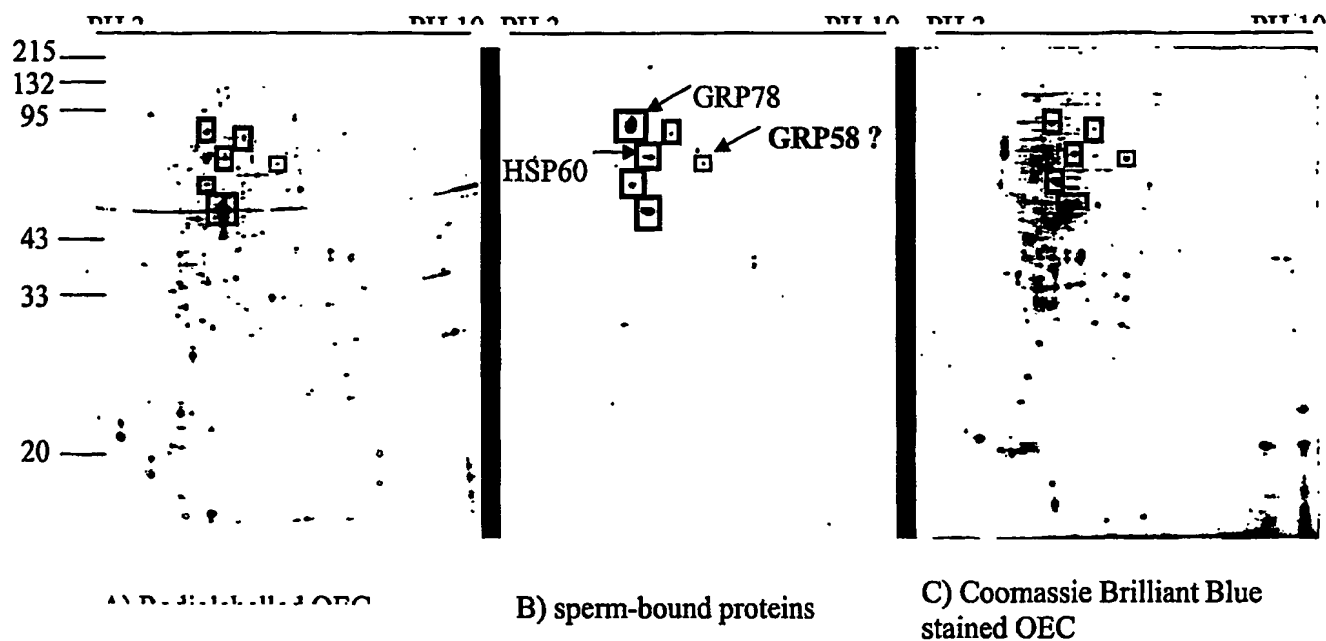 215
132
95
43
33
20
GRP78
GRP58 ?
HSP60
B) sperm-bound proteins
C) Coomassie Brilliant Blue
stained OEC